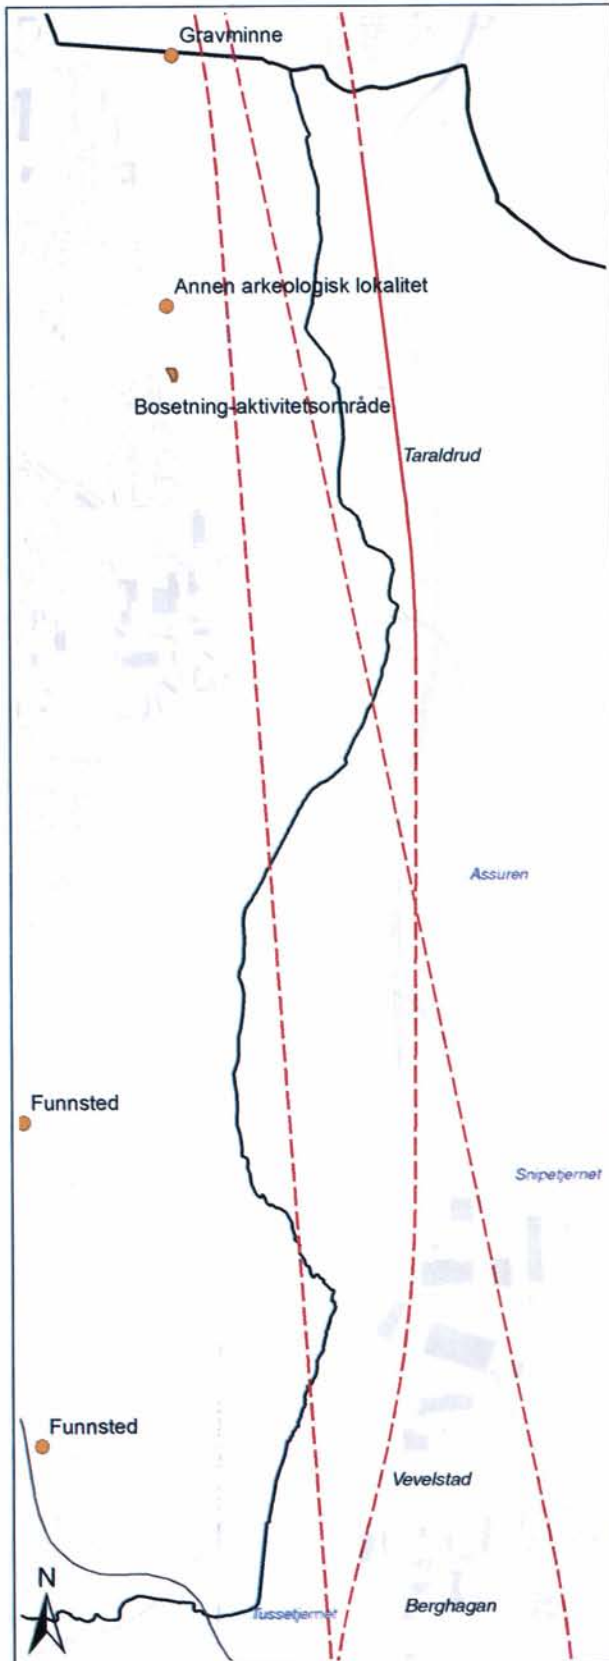 Gravminne
Annen arkeologisk lokalitet
Bosetning-aktivitetsområde
Taraldrud
Assuren
Funnsted
Snipetjernet
Funnsted
Vevelstad
N
Tussetjernet
Berghagan